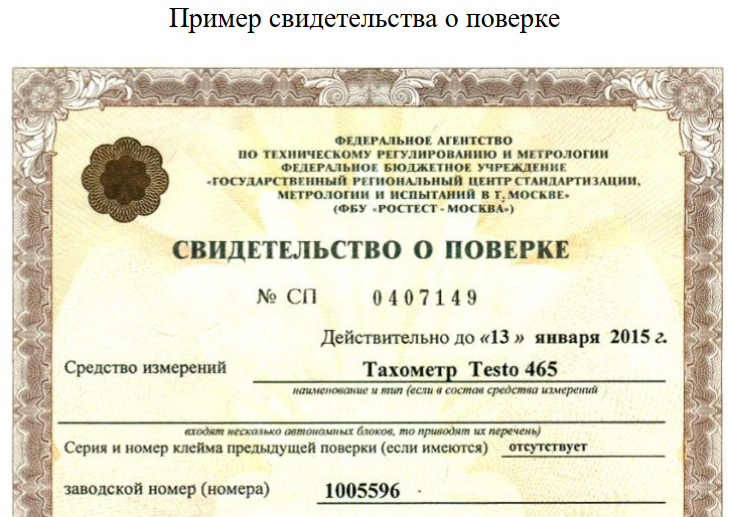 Пример свидетельства о поверке
ФЕДЕРАЛЬНОЕ АГЕНТСТВО
ПО ТЕХНИЧЕСКОМУ РЕГУЛИРОВАНИЮ И МЕТРОЛОГИИ
ФЕДЕРАЛЬНОЕ БЮДЖЕТНОЕ УЧРЕЖДЕНИЕ
«ГОСУДАРСТВЕННЫЙ РЕГИОНАЛЬНЫЙ ЦЕНТР СТАНДАРТИЗАЦИИ,
МЕТРОЛОГИИ И ИСПЫТАНИЙ В Г. МОСКВЕ»
(ФБУ «РОСТЕСТ - МОСКВА»)
СВИДЕТЕЛЬСТВО О ПОВЕРКЕ
№ СП 0407149
Действительно до «13 » января 2015 г.
Средство измерений Тахометр Testo 465
наименование и тип (если в состав средства измерений
входят несколько автономных блоков, то приводят их перечень)
Серия и номер клейма предыдущей поверки (если имеются) отсутствует
заводской номер (номера) 1005596